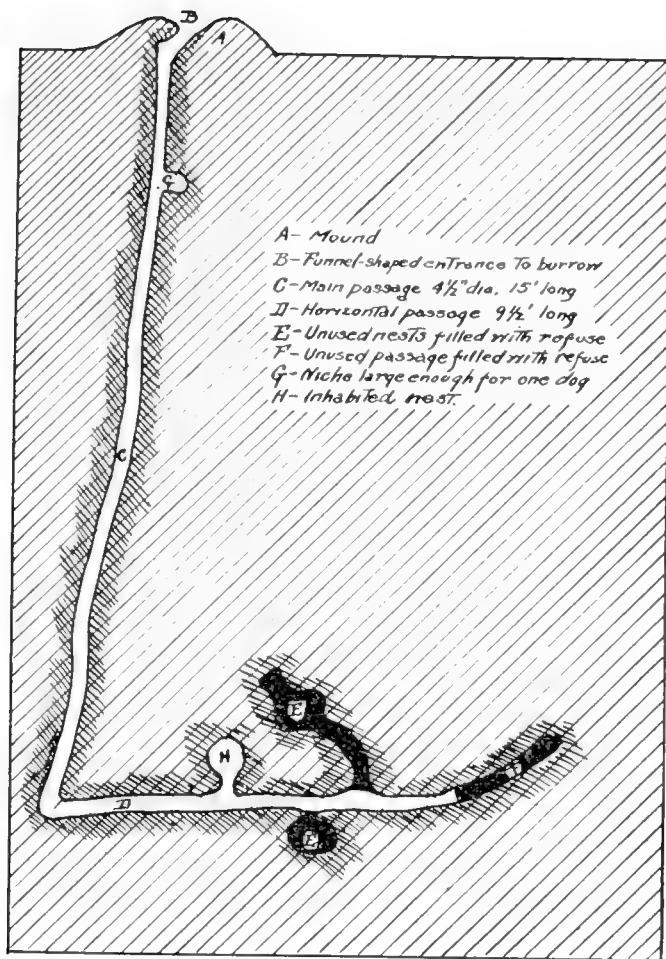 B
A
G
A- Mound
B- Funnel-shaped entrance To burrow
C- Main passage 4½" dia. 15' long
D- Horizontal passage 9½' long
E- Unused nests filled with refuse
F- Unused passage filled with refuse
G- Niche large enough for one dog
H- Inhabited nest.
C
E
H
F
D
E